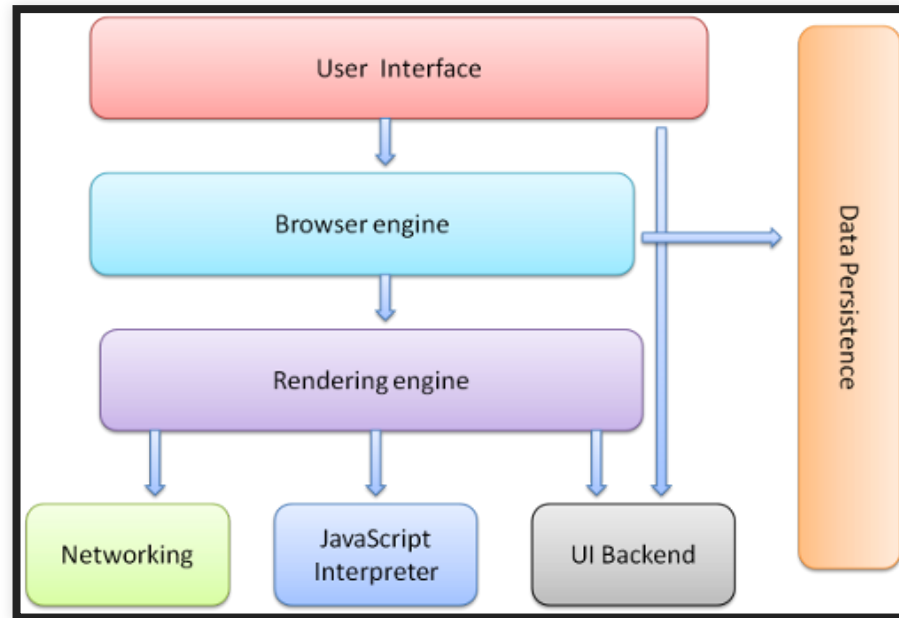 User Interface
Browser engine
Data Persistence
Rendering engine
Networking
JavaScript
Interpreter
UI Backend